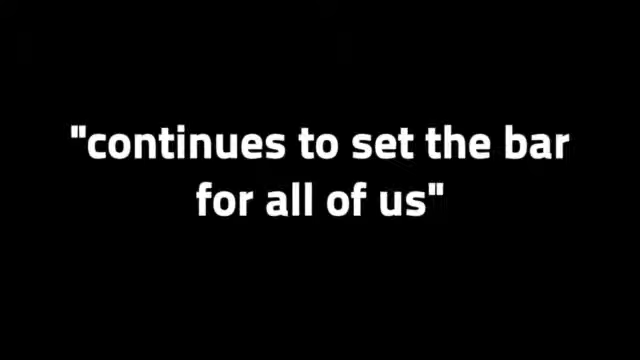 "continues to set the bar
for all of us"